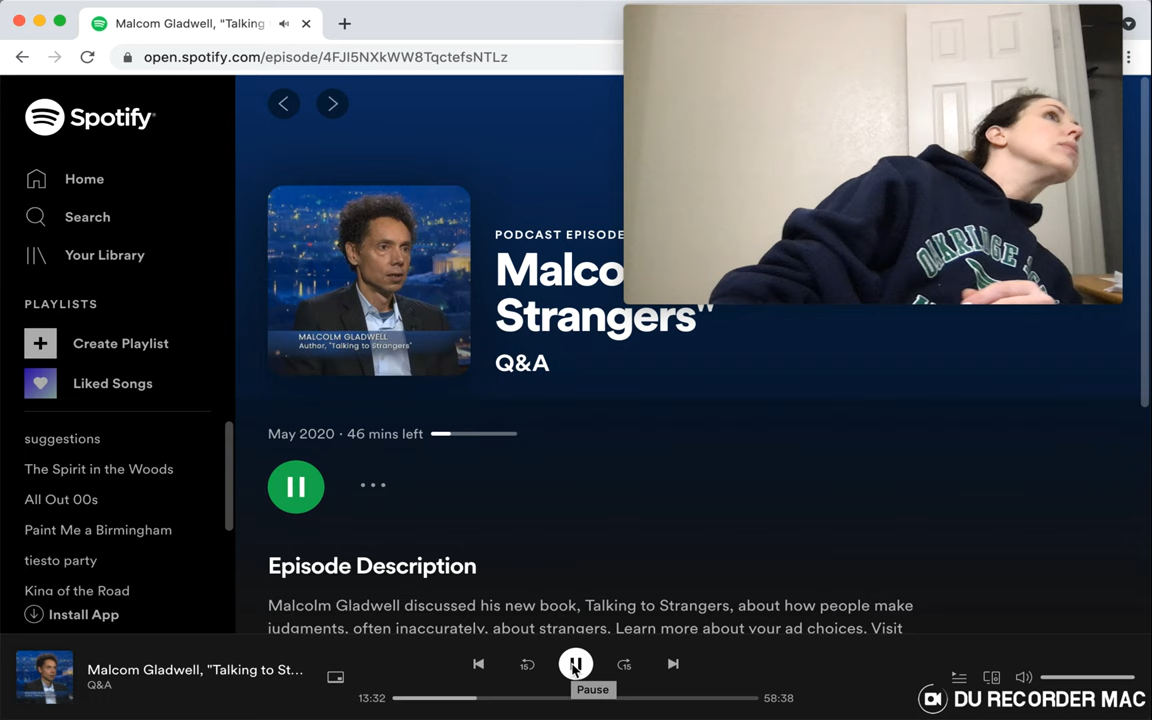 Malcom Gladwell, "Talking
open.spotify.com/episode/4FJI5NXkWW8TqctefsNTLz
Spotify
Home
Search
Your Library
PLAYLISTS
Create Playlist
Liked Songs
suggestions
The Spirit in the Woods
All Out 00s
Paint Me a Birmingham
tiesto party
King of the Road
Install App
MALCOLM GLADWELL
Author, "Talking to Strangers"
PODCAST EPISODE
Malco
Strangers"
Q&A
May 2020 · 46 mins left
Episode Description
Malcolm Gladwell discussed his new book, Talking to Strangers, about how people make
judgments, often inaccurately, about strangers. Learn more about your ad choices. Visit
OAKRIDGE
Malcom Gladwell, "Talking to St...
Q&A
15
15
Pause
13:32
58:38
DU RECORDER MAC